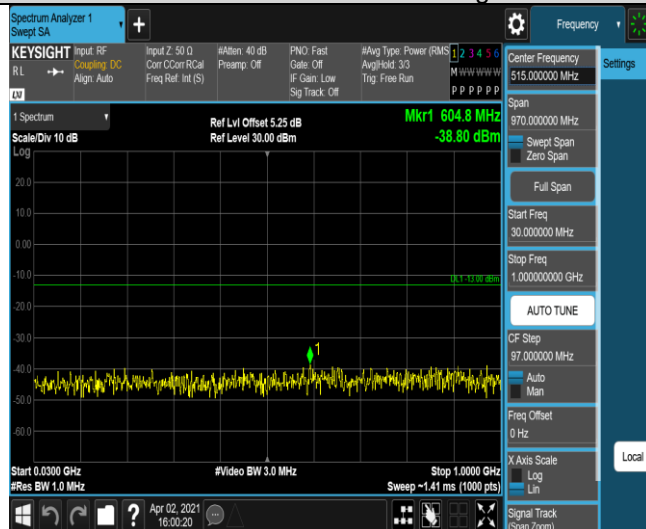 Spectrum Analyzer 1
Swept SA
Frequency
KEYSIGHT
RL
LXI
Input: RF
Coupling: DC
Align: Auto
Input Z: 50 Ω
Corr CCorr RCal
Freq Ref: Int (S)
#Atten: 40 dB
Preamp: Off
PNO: Fast
Gate: Off
IF Gain: Low
Sig Track: Off
#Avg Type: Power (RMS
Avg|Hold: 3/3
Trig: Free Run
1 2 3 4 5 6
M W W W W W
P P P P P P
1 Spectrum
Scale/Div 10 dB
Ref Lvl Offset 5.25 dB
Ref Level 30.00 dBm
Mkr1 604.8 MHz
-38.80 dBm
Log
20.0
10.0
0.00
-10.0
DL1 -13.00 dBm
-20.0
-30.0
1
-40.0
-50.0
-60.0
Start 0.0300 GHz
#Res BW 1.0 MHz
#Video BW 3.0 MHz
Stop 1.0000 GHz
Sweep ~1.41 ms (1000 pts)
Apr 02, 2021
16:00:20
?
Center Frequency
515.000000 MHz
Settings
Span
970.000000 MHz
Swept Span
Zero Span
Full Span
Start Freq
30.000000 MHz
Stop Freq
1.000000000 GHz
AUTO TUNE
CF Step
97.000000 MHz
Auto
Man
Freq Offset
0 Hz
X Axis Scale
Log
Lin
Local
Signal Track
(Span Zoom)